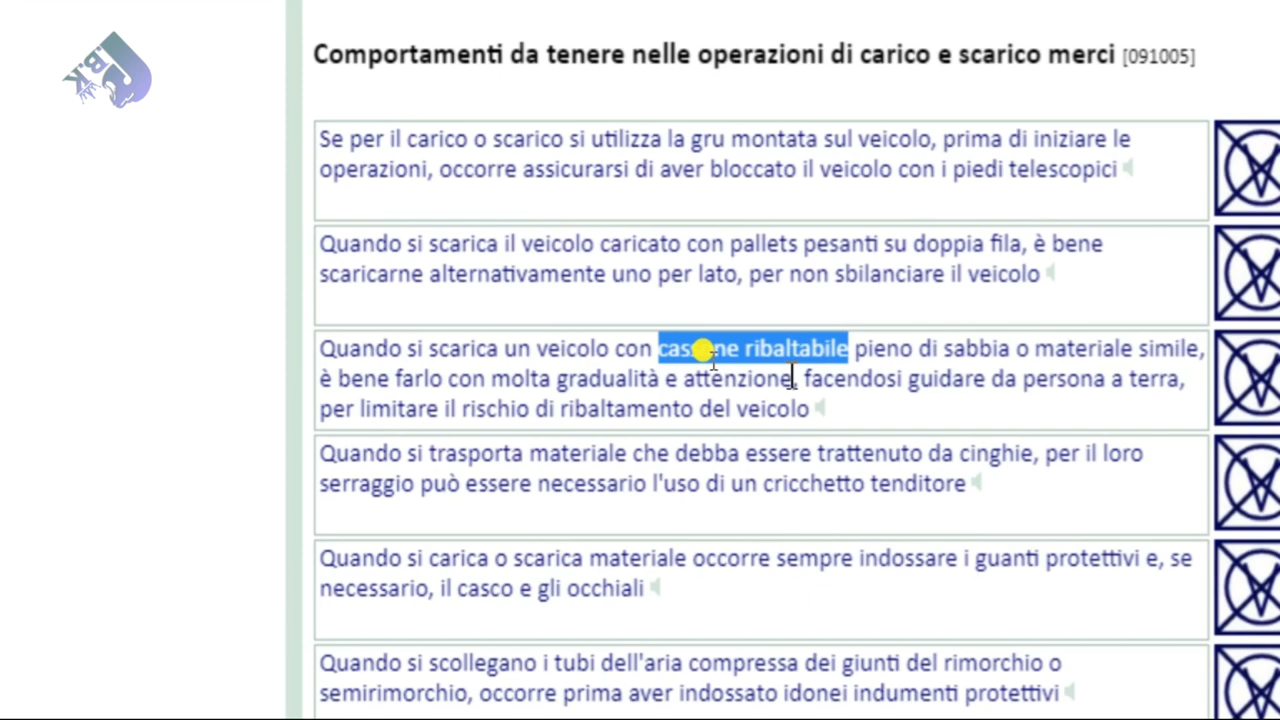 J.B.K
Comportamenti da tenere nelle operazioni di carico e scarico merci [091005]
Se per il carico o scarico si utilizza la gru montata sul veicolo, prima di iniziare le
operazioni, occorre assicurarsi di aver bloccato il veicolo con i piedi telescopici
V
Quando si scarica il veicolo caricato con pallets pesanti su doppia fila, è bene
scaricarne alternativamente uno per lato, per non sbilanciare il veicolo
V
Quando si scarica un veicolo con cassone ribaltabile pieno di sabbia o materiale simile,
è bene farlo con molta gradualità e attenzione, facendosi guidare da persona a terra,
per limitare il rischio di ribaltamento del veicolo
V
Quando si trasporta materiale che debba essere trattenuto da cinghie, per il loro
serraggio può essere necessario l'uso di un cricchetto tenditore
V
Quando si carica o scarica materiale occorre sempre indossare i guanti protettivi e, se
necessario, il casco e gli occhiali
V
Quando si scollegano i tubi dell'aria compressa dei giunti del rimorchio o
semirimorchio, occorre prima aver indossato idonei indumenti protettivi
V